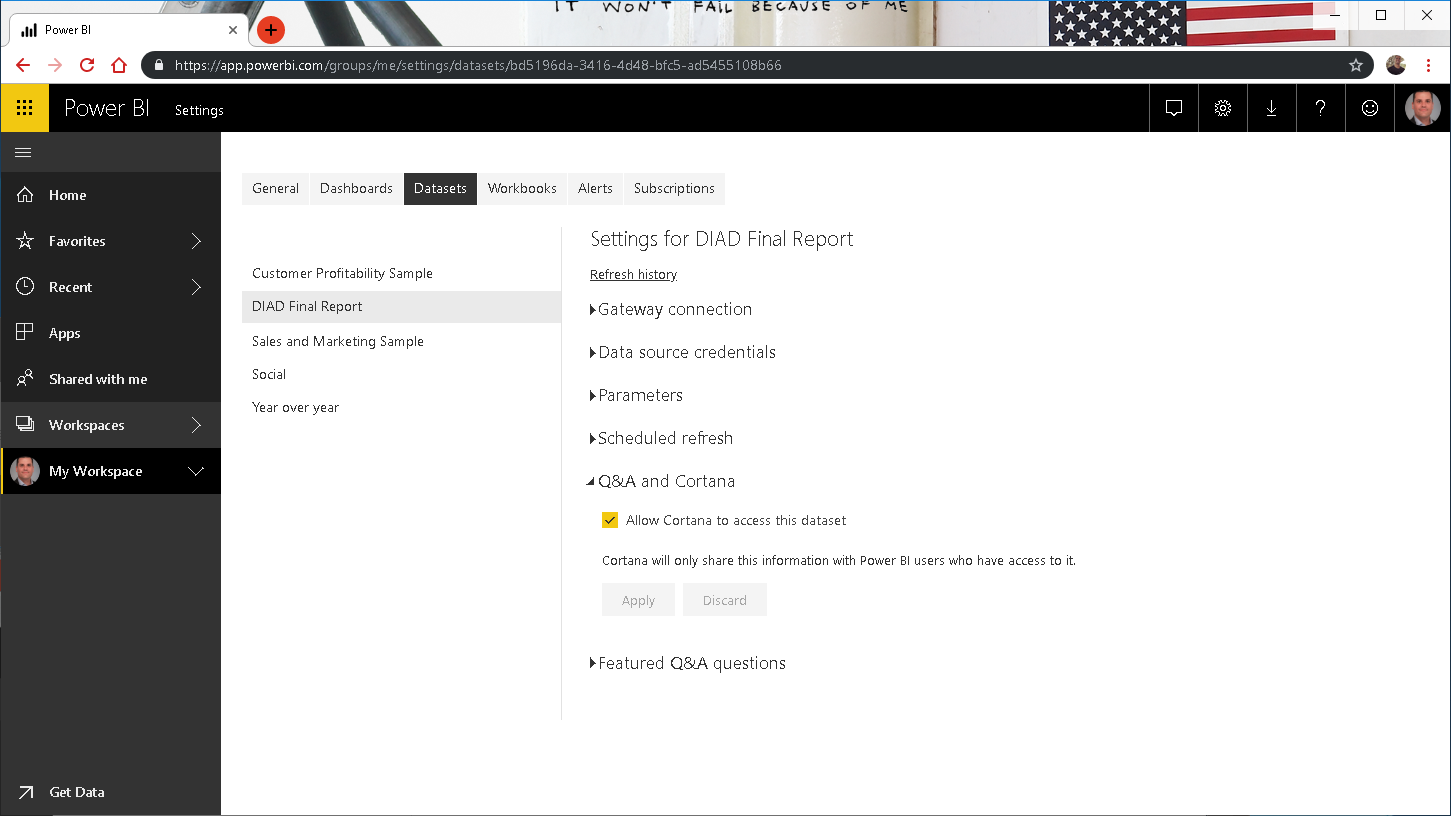 IT WON'T FAIL BECAUSE OF ME
Power BI
https://app.powerbi.com/groups/me/settings/datasets/bd5196da-3416-4d48-bfc5-ad5455108b66
Power BI Settings
Home
Favorites
Recent
Apps
Shared with me
Workspaces
My Workspace
Get Data
General Dashboards Datasets Workbooks Alerts Subscriptions
Customer Profitability Sample
DIAD Final Report
Sales and Marketing Sample
Social
Year over year
Settings for DIAD Final Report
Refresh history
Gateway connection
Data source credentials
Parameters
Scheduled refresh
Q&A and Cortana
Allow Cortana to access this dataset
Cortana will only share this information with Power BI users who have access to it.
Apply Discard
Featured Q&A questions